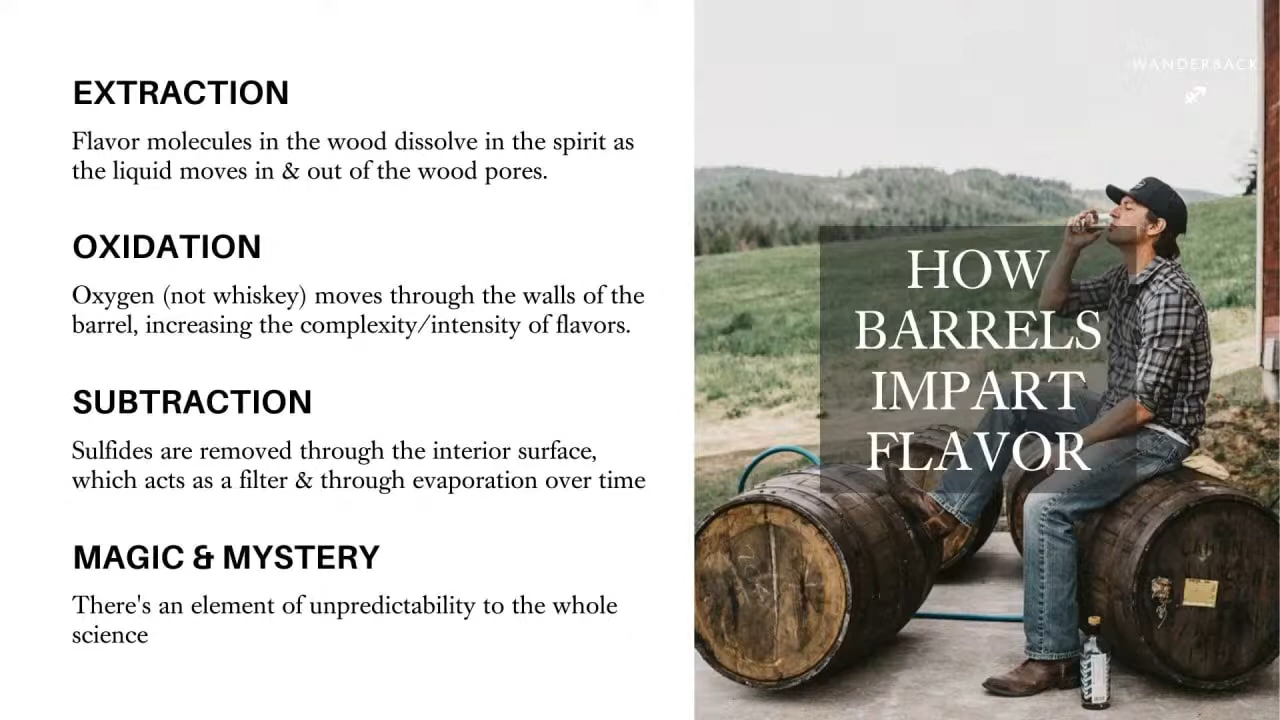 EXTRACTION
Flavor molecules in the wood dissolve in the spirit as
the liquid moves in & out of the wood pores.
OXIDATION
Oxygen (not whiskey) moves through the walls of the
barrel, increasing the complexity/intensity of flavors.
SUBTRACTION
Sulfides are removed through the interior surface,
which acts as a filter & through evaporation over time
MAGIC & MYSTERY
There's an element of unpredictability to the whole
science
WANDERBACK
HOW
BARRELS
IMPART
FLAVOR